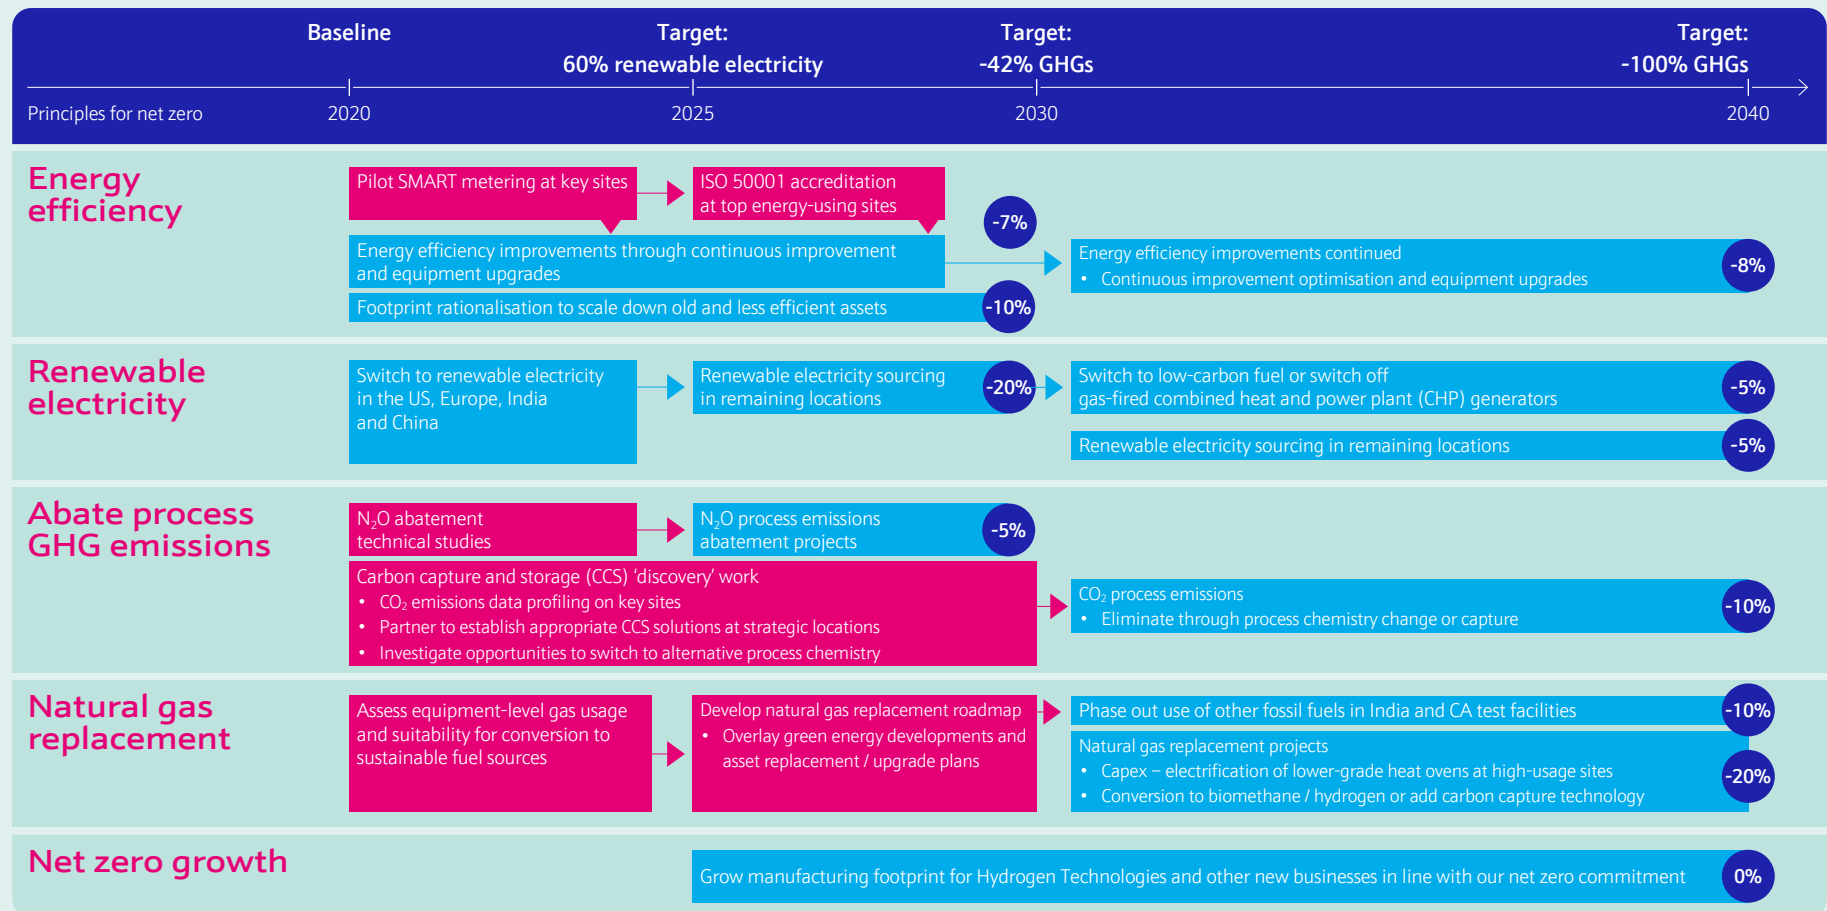 Baseline
Target:
60% renewable electricity
Target:
-42% GHGs
Target:
-100% GHGs
Principles for net zero
2020
2025
2030
2040
Energy
efficiency
Pilot SMART metering at key sites
ISO 50001 accreditation
at top energy-using sites
-7%
Energy efficiency improvements through continuous improvement
and equipment upgrades
Energy efficiency improvements continued
• Continuous improvement optimisation and equipment upgrades
-8%
Footprint rationalisation to scale down old and less efficient assets
-10%
Renewable
electricity
Switch to renewable electricity
in the US, Europe, India
and China
Renewable electricity sourcing
in remaining locations
-20%
Switch to low-carbon fuel or switch off
gas-fired combined heat and power plant (CHP) generators
-5%
Renewable electricity sourcing in remaining locations
-5%
Abate process
GHG emissions
N₂O abatement
technical studies
N₂O process emissions
abatement projects
-5%
Carbon capture and storage (CCS) ‘discovery’ work
• CO₂ emissions data profiling on key sites
• Partner to establish appropriate CCS solutions at strategic locations
• Investigate opportunities to switch to alternative process chemistry
CO₂ process emissions
• Eliminate through process chemistry change or capture
-10%
Natural gas
replacement
Assess equipment-level gas usage
and suitability for conversion to
sustainable fuel sources
Develop natural gas replacement roadmap
• Overlay green energy developments and
asset replacement / upgrade plans
Phase out use of other fossil fuels in India and CA test facilities
-10%
Natural gas replacement projects
• Capex – electrification of lower-grade heat ovens at high-usage sites
• Conversion to biomethane / hydrogen or add carbon capture technology
-20%
Net zero growth
Grow manufacturing footprint for Hydrogen Technologies and other new businesses in line with our net zero commitment
0%